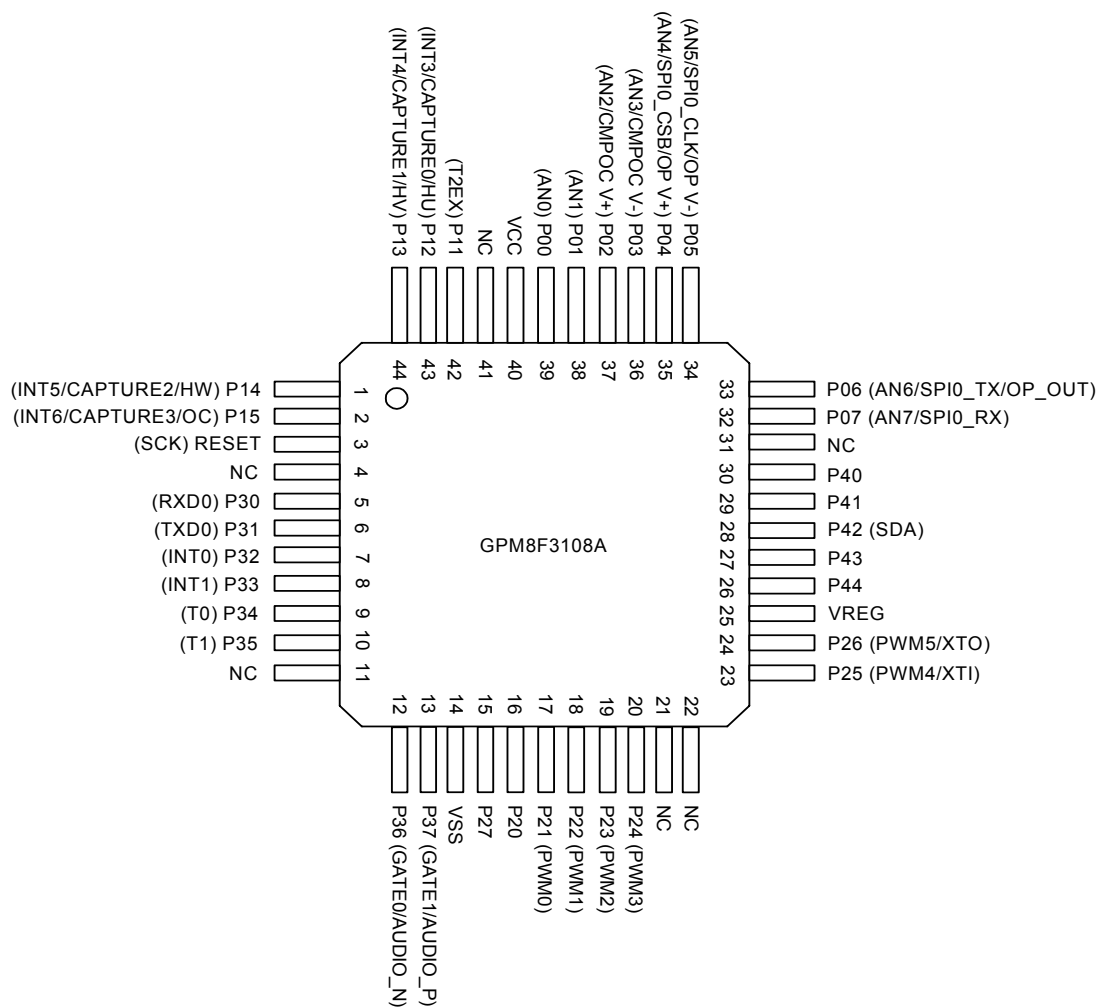 (INT4/CAPTURE1/HV) P13
(INT3/CAPTURE0/HU) P12
(T2EX) P11
NC
VCC
(AN0) P00
(AN1) P01
(AN2/CMPOC V+) P02
(AN3/CMPOC V-) P03
(AN4/SPI0_CSB/OP V+) P04
(AN5/SPI0_CLK/OP V-) P05
44
43
42
41
40
39
38
37
36
35
34
(INT5/CAPTURE2/HW) P14
1
(INT6/CAPTURE3/OC) P15
2
(SCK) RESET
3
NC
4
(RXD0) P30
5
(TXD0) P31
6
(INT0) P32
7
(INT1) P33
8
(T0) P34
9
(T1) P35
10
NC
11
GPM8F3108A
33
P06 (AN6/SPI0_TX/OP_OUT)
32
P07 (AN7/SPI0_RX)
31
NC
30
P40
29
P41
28
P42 (SDA)
27
P43
26
P44
25
VREG
24
P26 (PWM5/XTO)
23
P25 (PWM4/XTI)
12
13
14
15
16
17
18
19
20
21
22
P36 (GATE0/AUDIO_N)
P37 (GATE1/AUDIO_P)
VSS
P27
P20
P21 (PWM0)
P22 (PWM1)
P23 (PWM2)
P24 (PWM3)
NC
NC